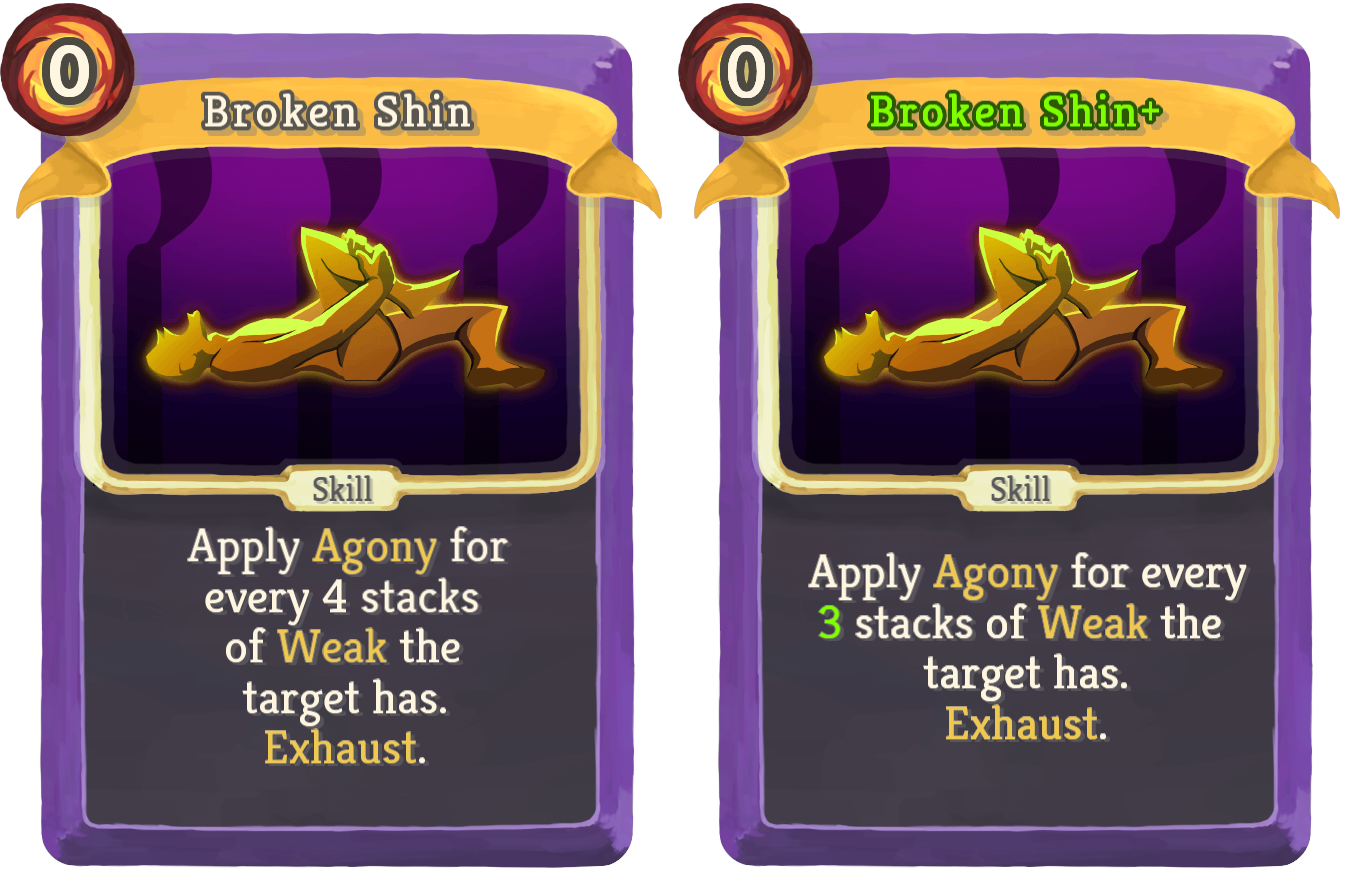 0
Broken Shin
Skill
Apply Agony for
every 4 stacks
of Weak the
target has.
Exhaust.
0
Broken Shin+
Skill
Apply Agony for every
3 stacks of Weak the
target has.
Exhaust.